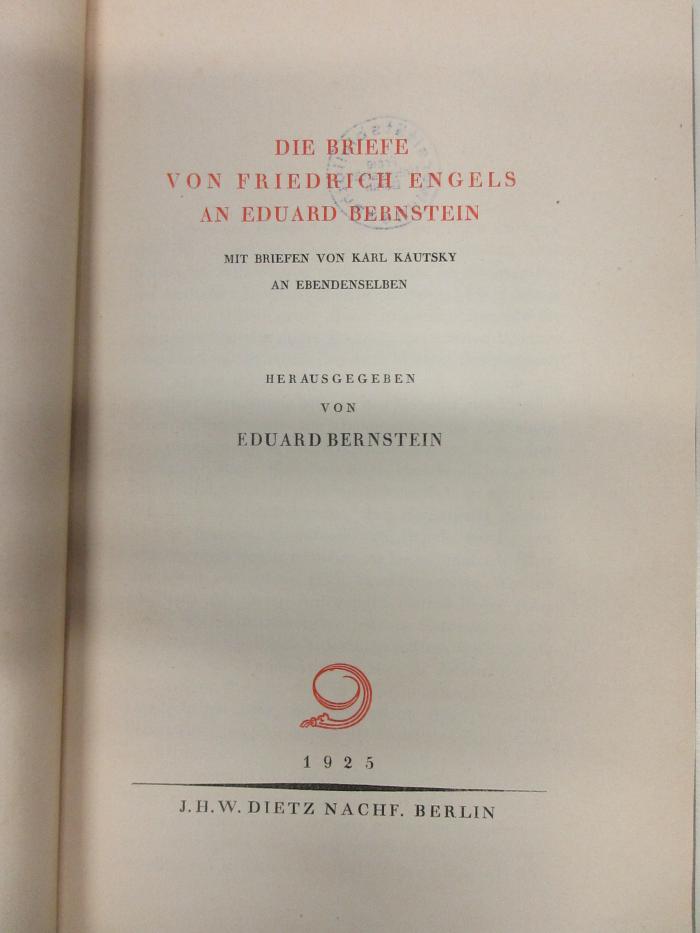 DIE BRIEFE
VON FRIEDRICH ENGELS
AN EDUARD BERNSTEIN
MIT BRIEFEN VON KARL KAUTSKY
AN EBENDENSELBEN
HERAUSGEGEBEN
VON
EDUARD BERNSTEIN
1925
J.H.W. DIETZ NACHF. BERLIN